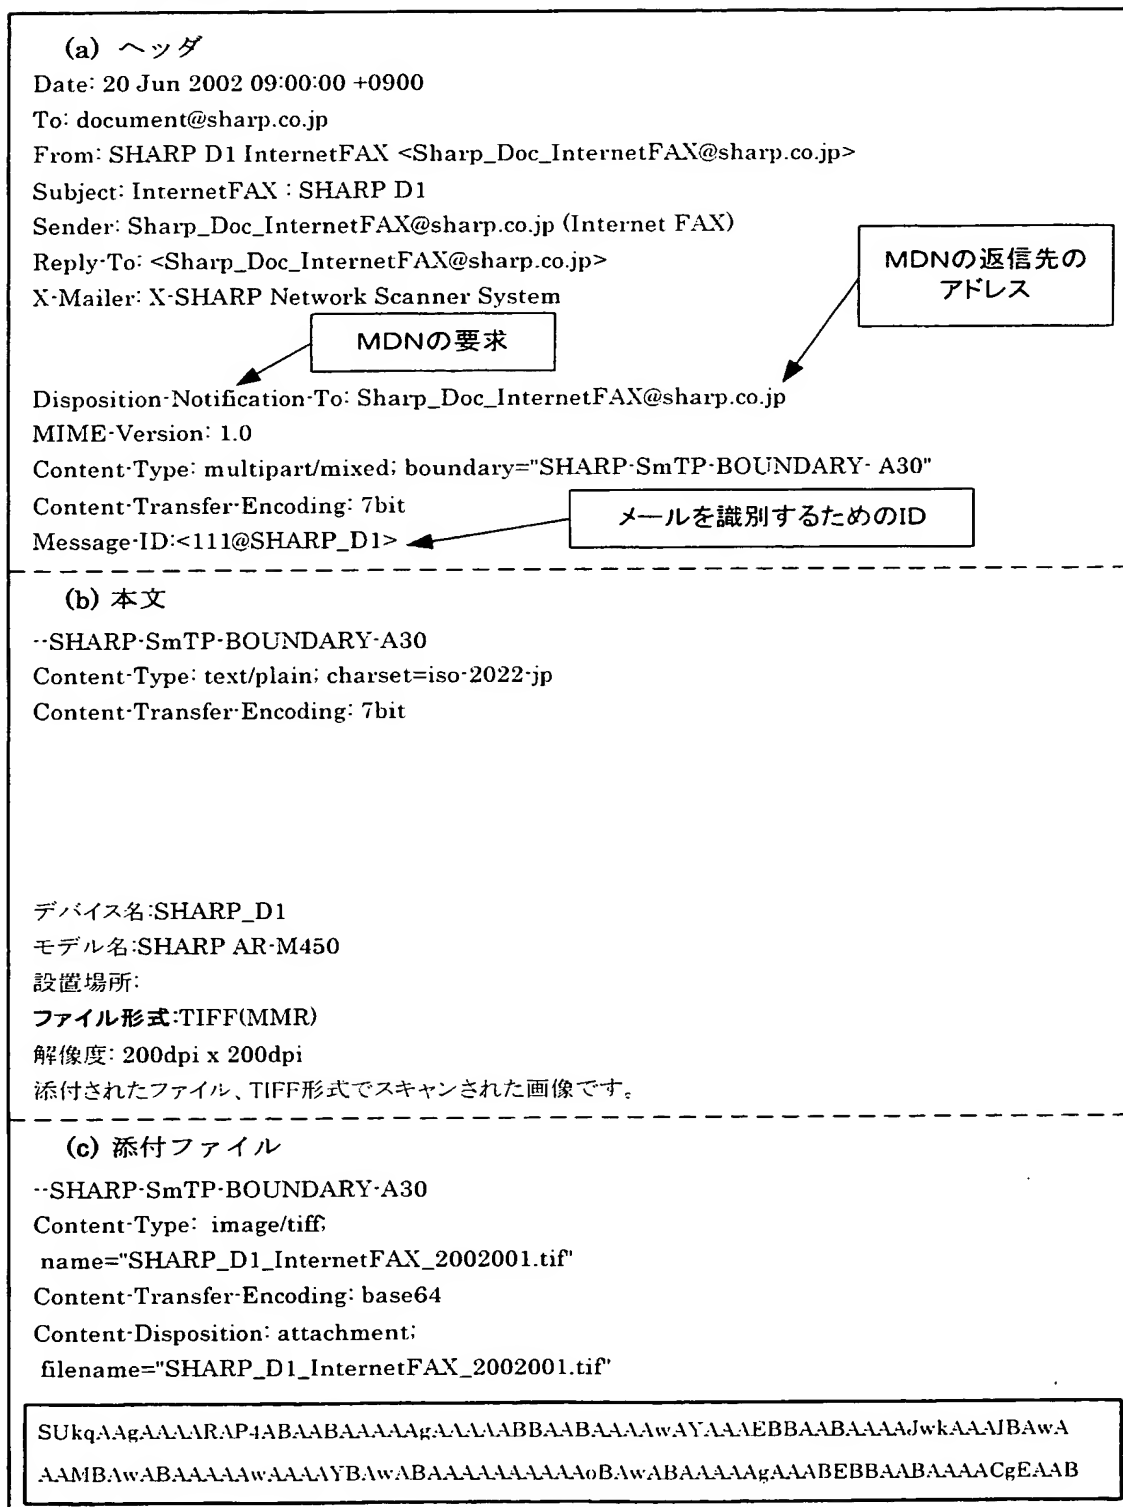 (a) ヘッダ
Date: 20 Jun 2002 09:00:00 +0900
To: document@sharp.co.jp
From: SHARP D1 InternetFAX <Sharp_Doc_InternetFAX@sharp.co.jp>
Subject: InternetFAX : SHARP D1
Sender: Sharp_Doc_InternetFAX@sharp.co.jp (Internet FAX)
Reply-To: <Sharp_Doc_InternetFAX@sharp.co.jp>
X-Mailer: X-SHARP Network Scanner System
MDNの返信先の
アドレス
MDNの要求
Disposition-Notification-To: Sharp_Doc_InternetFAX@sharp.co.jp
MIME-Version: 1.0
Content-Type: multipart/mixed; boundary="SHARP-SmTP-BOUNDARY- A30"
Content-Transfer-Encoding: 7bit
メールを識別するためのID
Message-ID:<111@SHARP_D1>
(b) 本文
--SHARP-SmTP-BOUNDARY-A30
Content-Type: text/plain; charset=iso-2022-jp
Content-Transfer-Encoding: 7bit
デバイス名:SHARP_D1
モデル名:SHARP AR-M450
設置場所:
ファイル形式:TIFF(MMR)
解像度: 200dpi x 200dpi
添付されたファイル、TIFF形式でスキャンされた画像です。
(c) 添付ファイル
--SHARP-SmTP-BOUNDARY-A30
Content-Type: image/tiff;
name="SHARP_D1_InternetFAX_2002001.tif"
Content-Transfer-Encoding: base64
Content-Disposition: attachment;
filename="SHARP_D1_InternetFAX_2002001.tif"
SUkqAAgAAAARAP4ABAABAAAAAgAAAAABBAABAAAAwAYAAAEBBAABAAAAJwkAAAIBAwA
AAMBAwABAAAAAwAAAAYBAwABAAAAAAAAAAoBAwABAAAAAgAAABEBBAABAAAACgEAAB